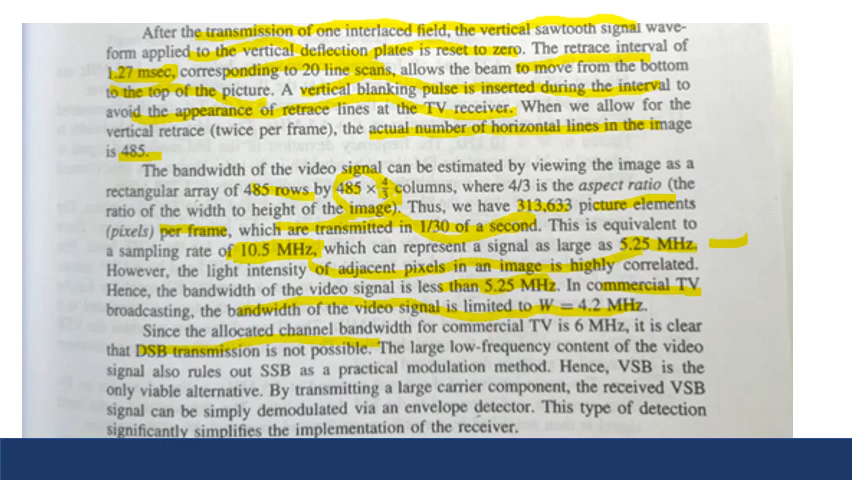 After the transmission of one interlaced field, the vertical sawtooth signal wave-
form applied to the vertical deflection plates is reset to zero. The retrace interval of
1.27 msec, corresponding to 20 line scans, allows the beam to move from the bottom
to the top of the picture. A vertical blanking pulse is inserted during the interval to
avoid the appearance of retrace lines at the TV receiver. When we allow for the
vertical retrace (twice per frame), the actual number of horizontal lines in the image
is 485.
The bandwidth of the video signal can be estimated by viewing the image as a
rectangular array of 485 rows by 485 × 4/3 columns, where 4/3 is the aspect ratio (the
ratio of the width to height of the image). Thus, we have 313,633 picture elements
(pixels) per frame, which are transmitted in 1/30 of a second. This is equivalent to
a sampling rate of 10.5 MHz, which can represent a signal as large as 5.25 MHz.
However, the light intensity of adjacent pixels in an image is highly correlated.
Hence, the bandwidth of the video signal is less than 5.25 MHz. In commercial TV
broadcasting, the bandwidth of the video signal is limited to W = 4.2 MHz.
Since the allocated channel bandwidth for commercial TV is 6 MHz, it is clear
that DSB transmission is not possible. The large low-frequency content of the video
signal also rules out SSB as a practical modulation method. Hence, VSB is the
only viable alternative. By transmitting a large carrier component, the received VSB
signal can be simply demodulated via an envelope detector. This type of detection
significantly simplifies the implementation of the receiver.